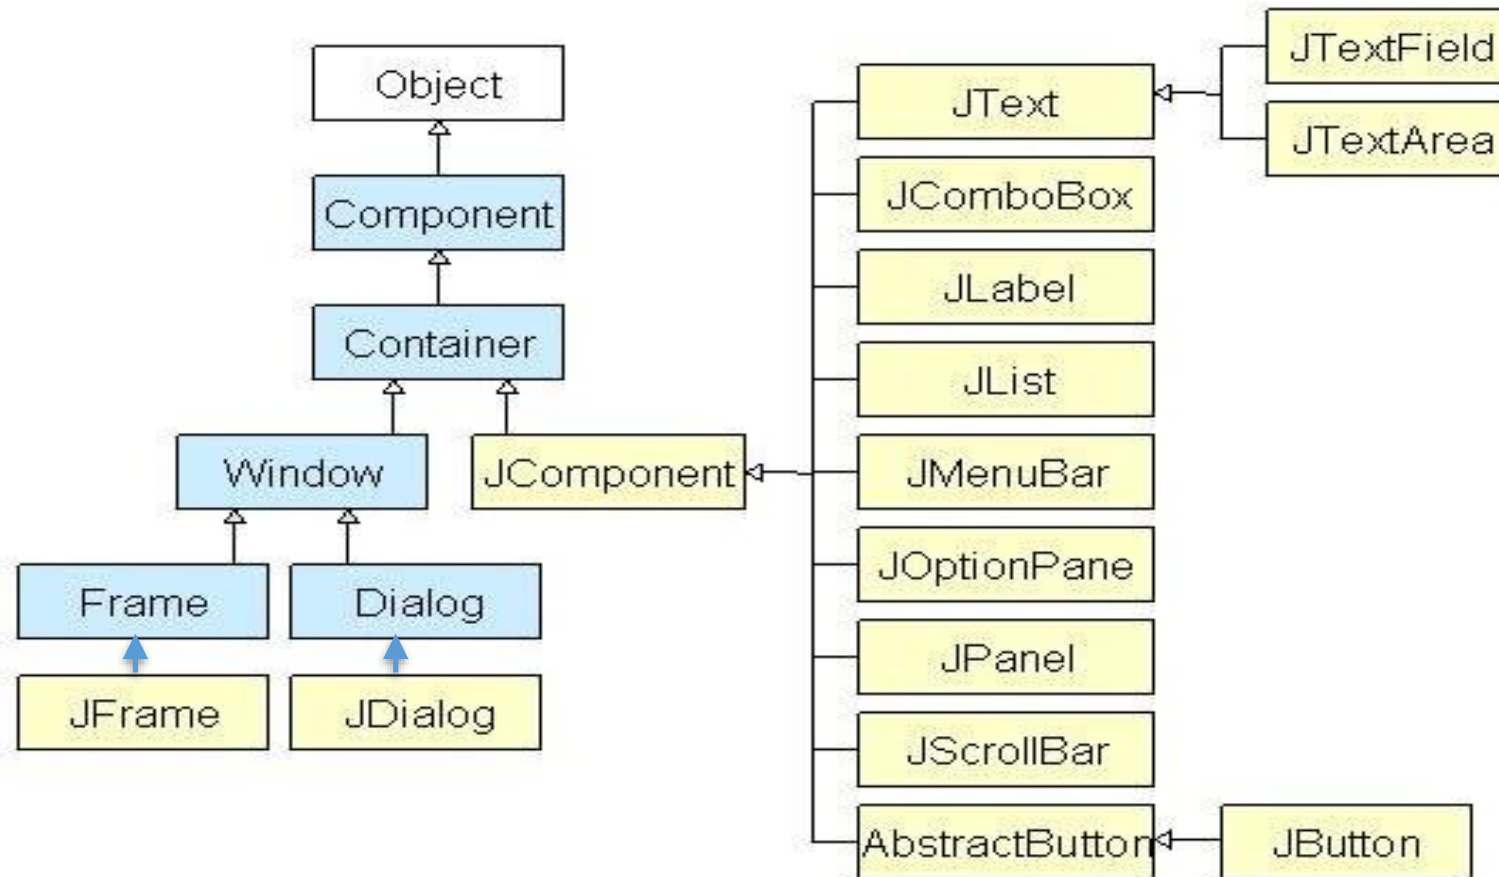 Object
Component
Container
Window
JComponent
Frame
Dialog
JFrame
JDialog
JText
JComboBox
JLabel
JList
JMenuBar
JOptionPane
JPanel
JScrollBar
AbstractButton
JTextField
JTextArea
JButton